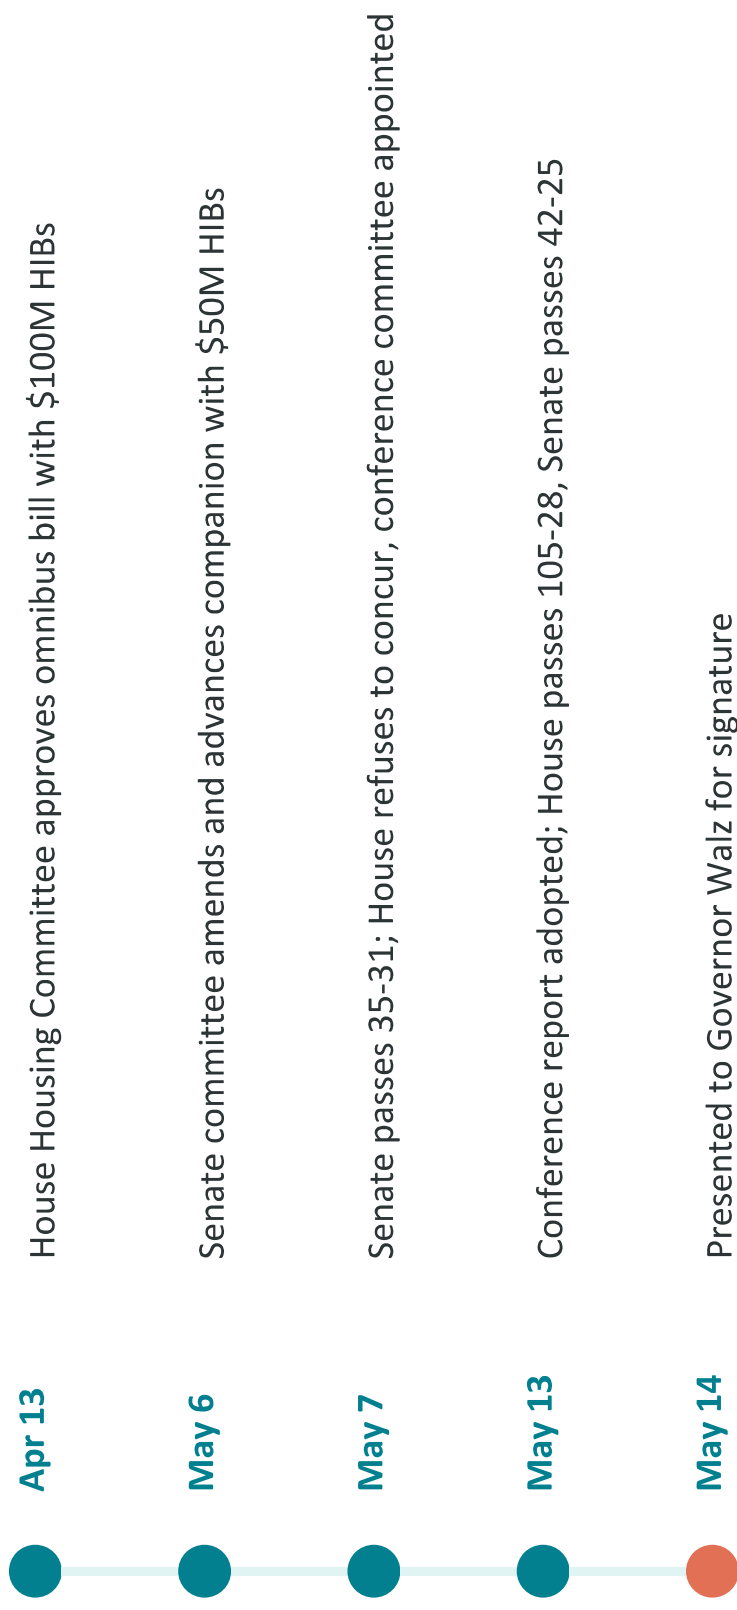 Apr 13 House Housing Committee approves omnibus bill with $100M HIBs
May 6 Senate committee amends and advances companion with $50M HIBs
May 7 Senate passes 35-31; House refuses to concur, conference committee appointed
May 13 Conference report adopted; House passes 105-28, Senate passes 42-25
May 14 Presented to Governor Walz for signature